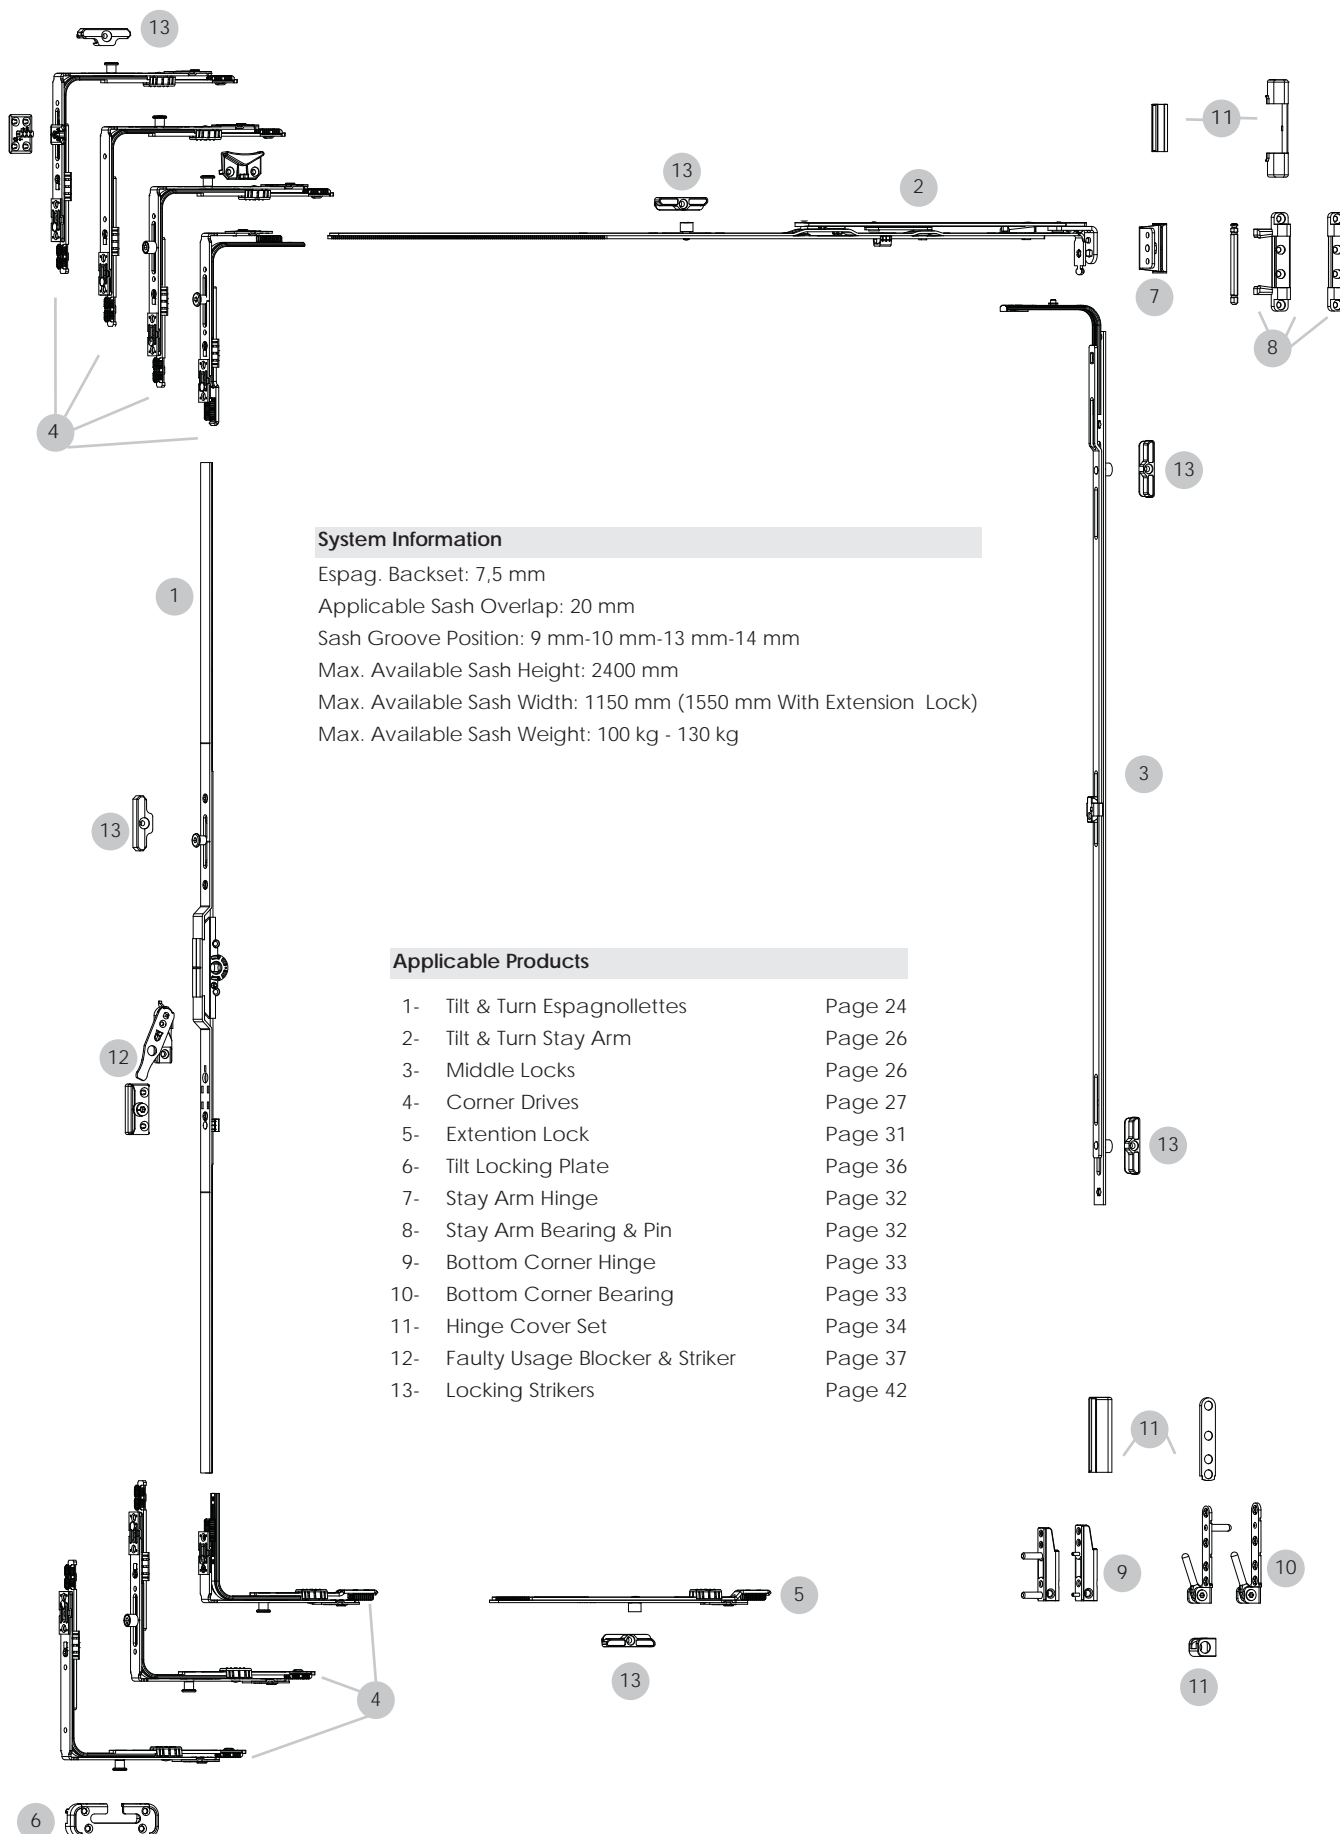 13
11
13
2
7
8
4
13
System Information
Espag. Backset: 7,5 mm
1
Applicable Sash Overlap: 20 mm
Sash Groove Position: 9 mm-10 mm-13 mm-14 mm
Max. Available Sash Height: 2400 mm
Max. Available Sash Width: 1150 mm (1550 mm With Extension Lock)
Max. Available Sash Weight: 100 kg - 130 kg
3
13
Applicable Products
1- Tilt & Turn Espagnollettes Page 24
2- Tilt & Turn Stay Arm Page 26
12
3- Middle Locks Page 26
4- Corner Drives Page 27
5- Extention Lock Page 31
13
6- Tilt Locking Plate Page 36
7- Stay Arm Hinge Page 32
8- Stay Arm Bearing & Pin Page 32
9- Bottom Corner Hinge Page 33
10- Bottom Corner Bearing Page 33
11- Hinge Cover Set Page 34
12- Faulty Usage Blocker & Striker Page 37
13- Locking Strikers Page 42
11
9
10
5
13
11
4
6